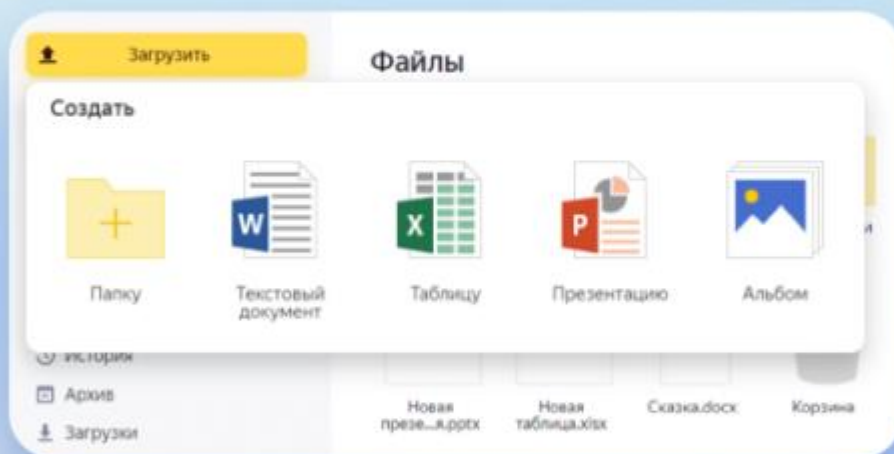 Загрузить
Файлы
Создать
W
X
P
Папку
Текстовый
документ
Таблицу
Презентацию
Альбом
и
История
Архив
Загрузки
Новая
презе...я.pptx
Новая
таблица.xlsx
Сказка.docx
Корзина